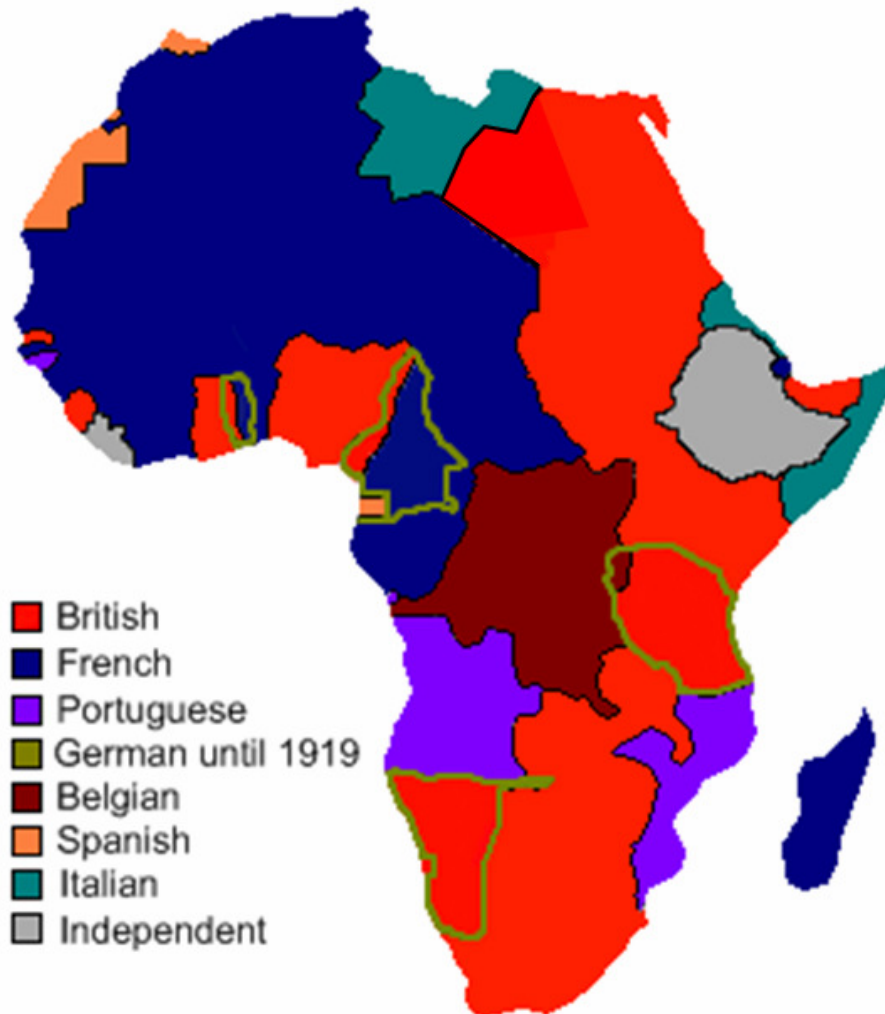 British
French
Portuguese
German until 1919
Belgian
Spanish
Italian
Independent